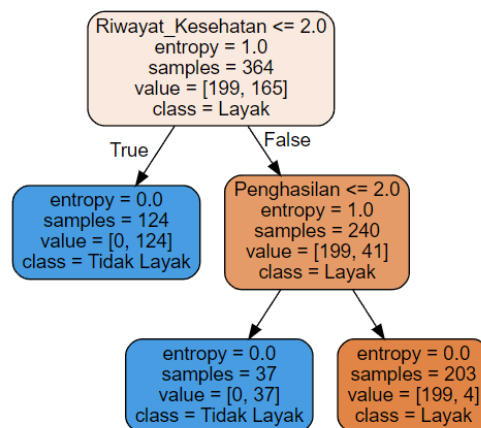 Riwayat_Kesehatan <= 2.0
entropy = 1.0
samples = 364
value = [199, 165]
class = Layak
True
False
entropy = 0.0
samples = 124
value = [0, 124]
class = Tidak Layak
Penghasilan <= 2.0
entropy = 1.0
samples = 240
value = [199, 41]
class = Layak
entropy = 0.0
samples = 37
value = [0, 37]
class = Tidak Layak
entropy = 0.0
samples = 203
value = [199, 4]
class = Layak